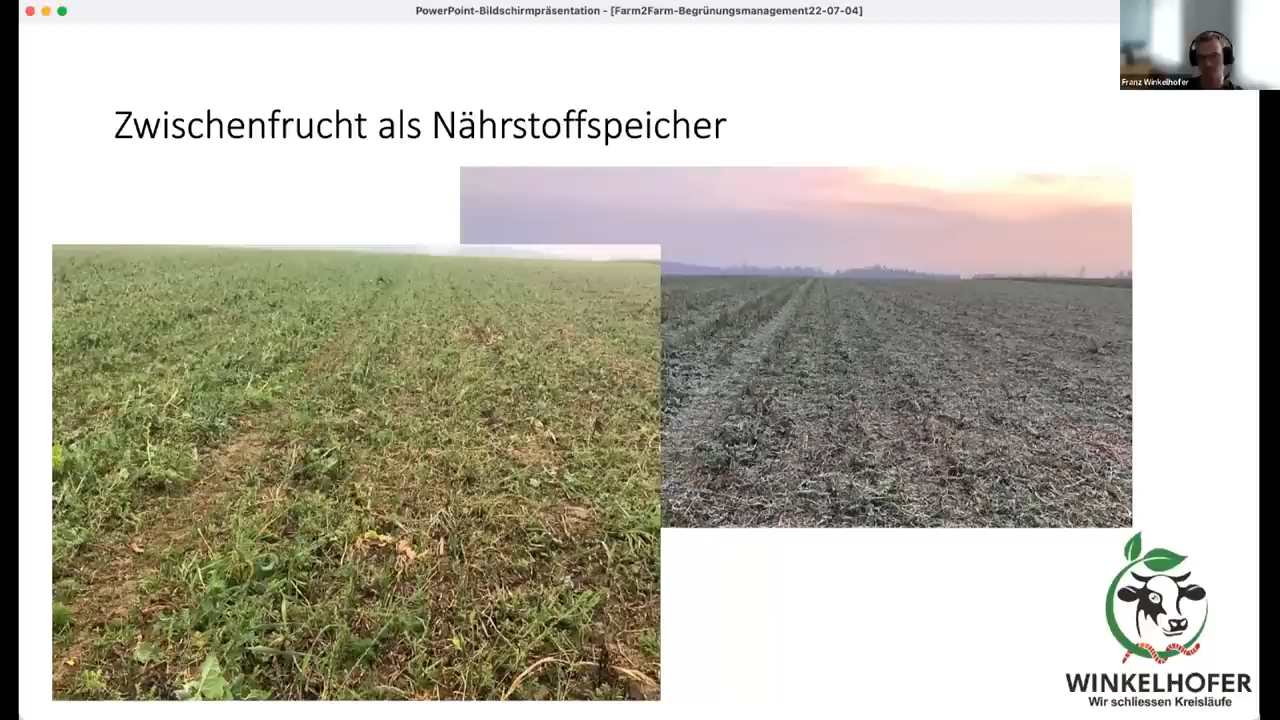 PowerPoint-Bildschirmpräsentation - [Farm2Farm-Begrünungsmanagement22-07-04]
Franz Winkelhofer
Zwischenfrucht als Nährstoffspeicher
WINKELHOFER
Wir schliessen Kreisläufe